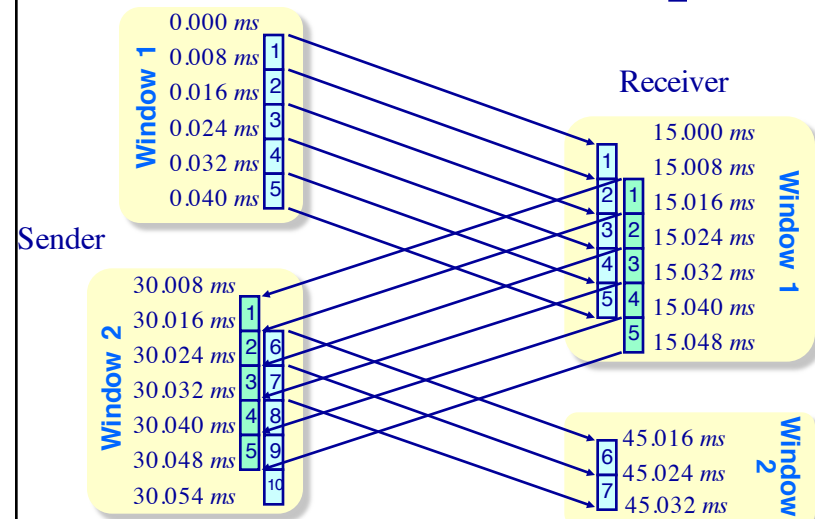 0.000 ms
0.008 ms
0.016 ms
0.024 ms
0.032 ms
0.040 ms
Window 1
1
2
3
4
5
Receiver
15.000 ms
15.008 ms
15.016 ms
15.024 ms
15.032 ms
15.040 ms
15.048 ms
Window 1
1
2
3
4
5
1
2
3
4
5
Sender
30.008 ms
30.016 ms
30.024 ms
30.032 ms
30.040 ms
30.048 ms
30.054 ms
Window 2
1
2
3
4
5
6
7
8
9
10
45.016 ms
45.024 ms
45.032 ms
Window
2
6
7